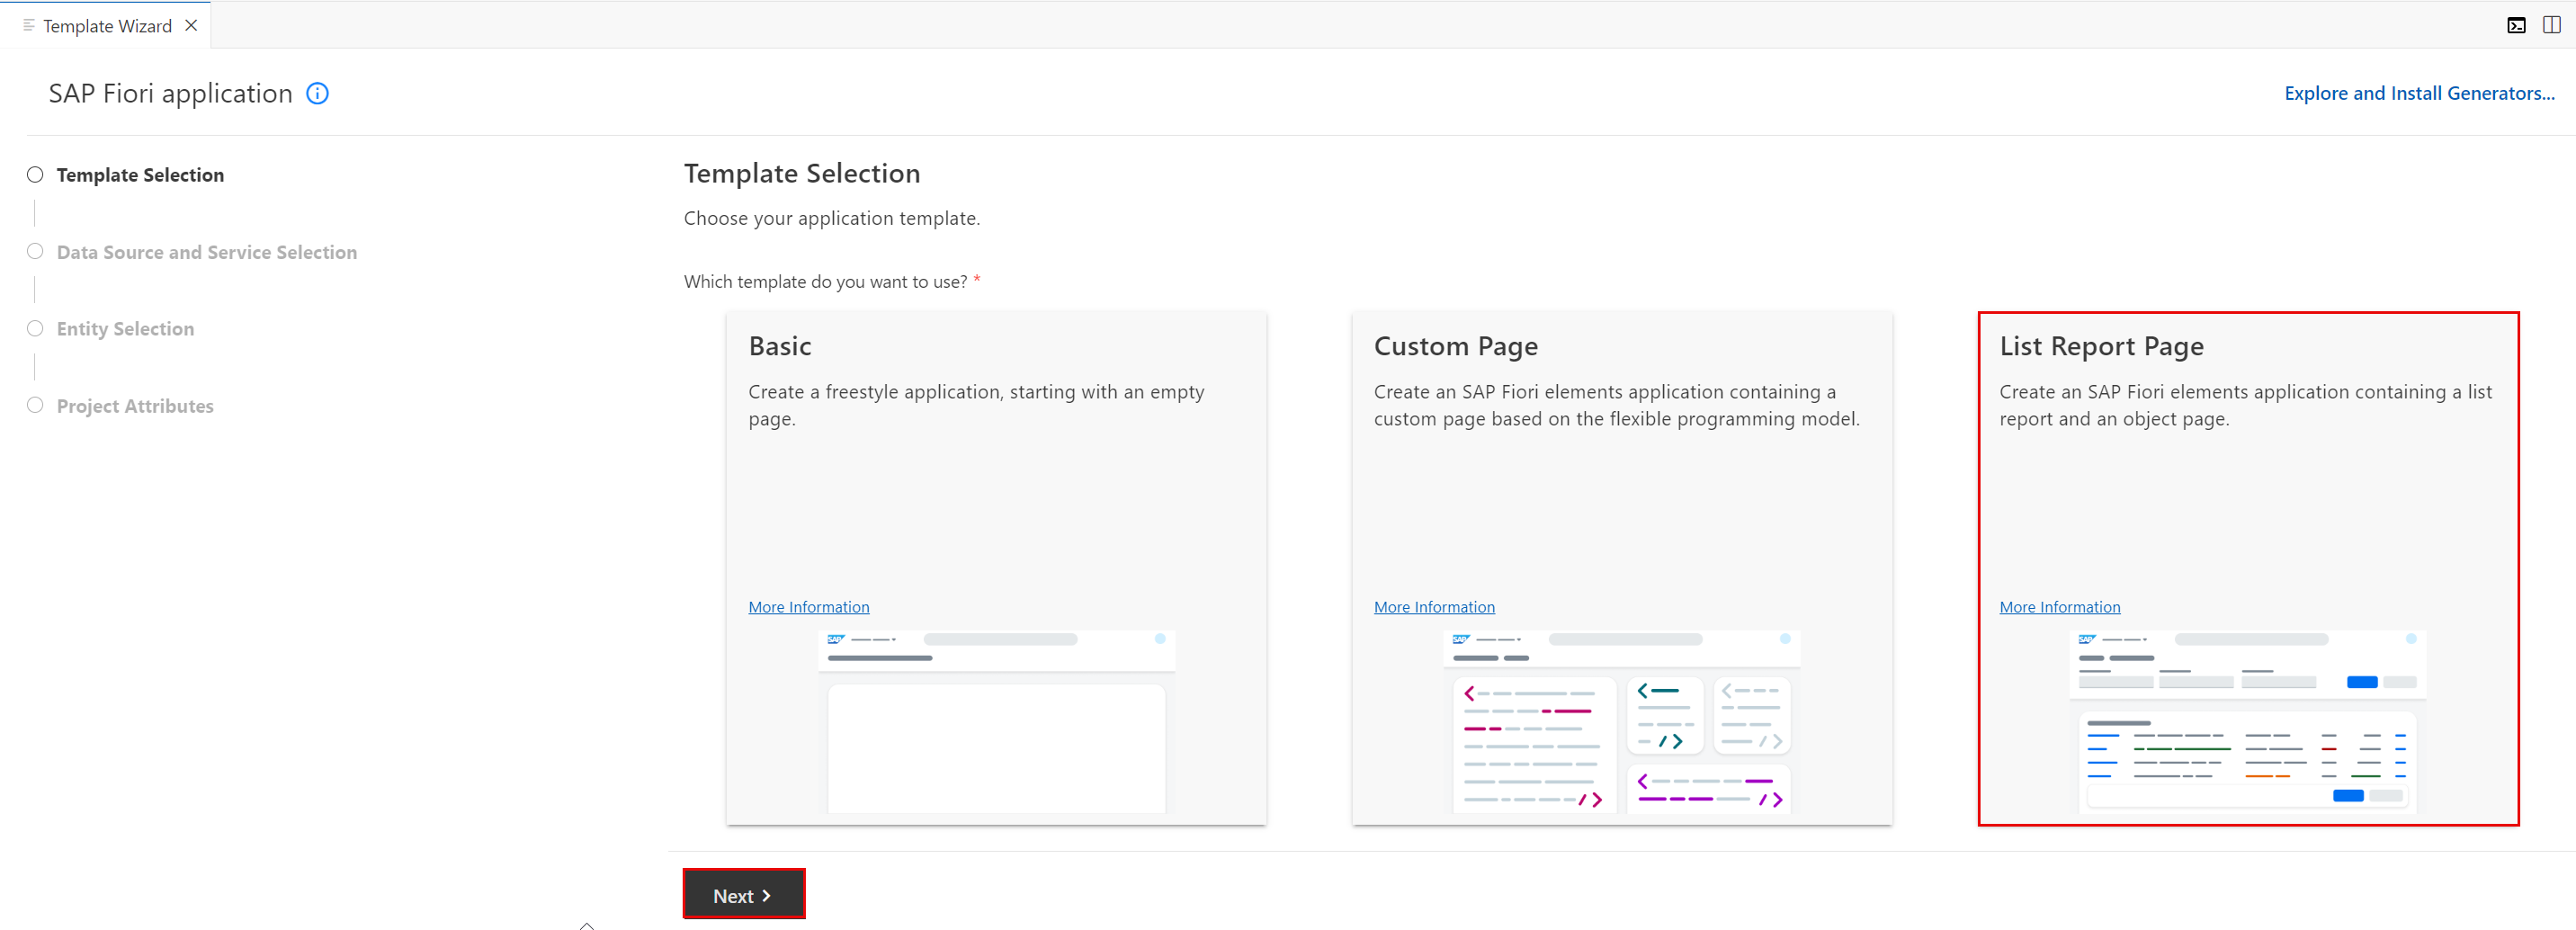 Template Wizard
SAP Fiori application
Explore and Install Generators...
Template Selection
Data Source and Service Selection
Entity Selection
Project Attributes
Template Selection
Choose your application template.
Which template do you want to use? *
Basic
Create a freestyle application, starting with an empty
page.
More Information
SAP
Custom Page
Create an SAP Fiori elements application containing a
custom page based on the flexible programming model.
More Information
SAP
List Report Page
Create an SAP Fiori elements application containing a list
report and an object page.
More Information
SAP
Next